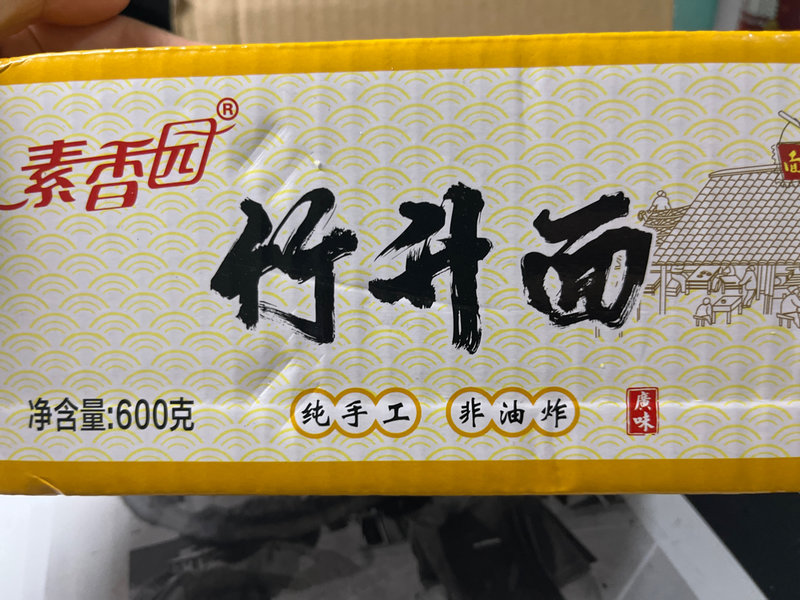 素香园®
竹升面
净含量:600克
纯手工 非油炸
廣味